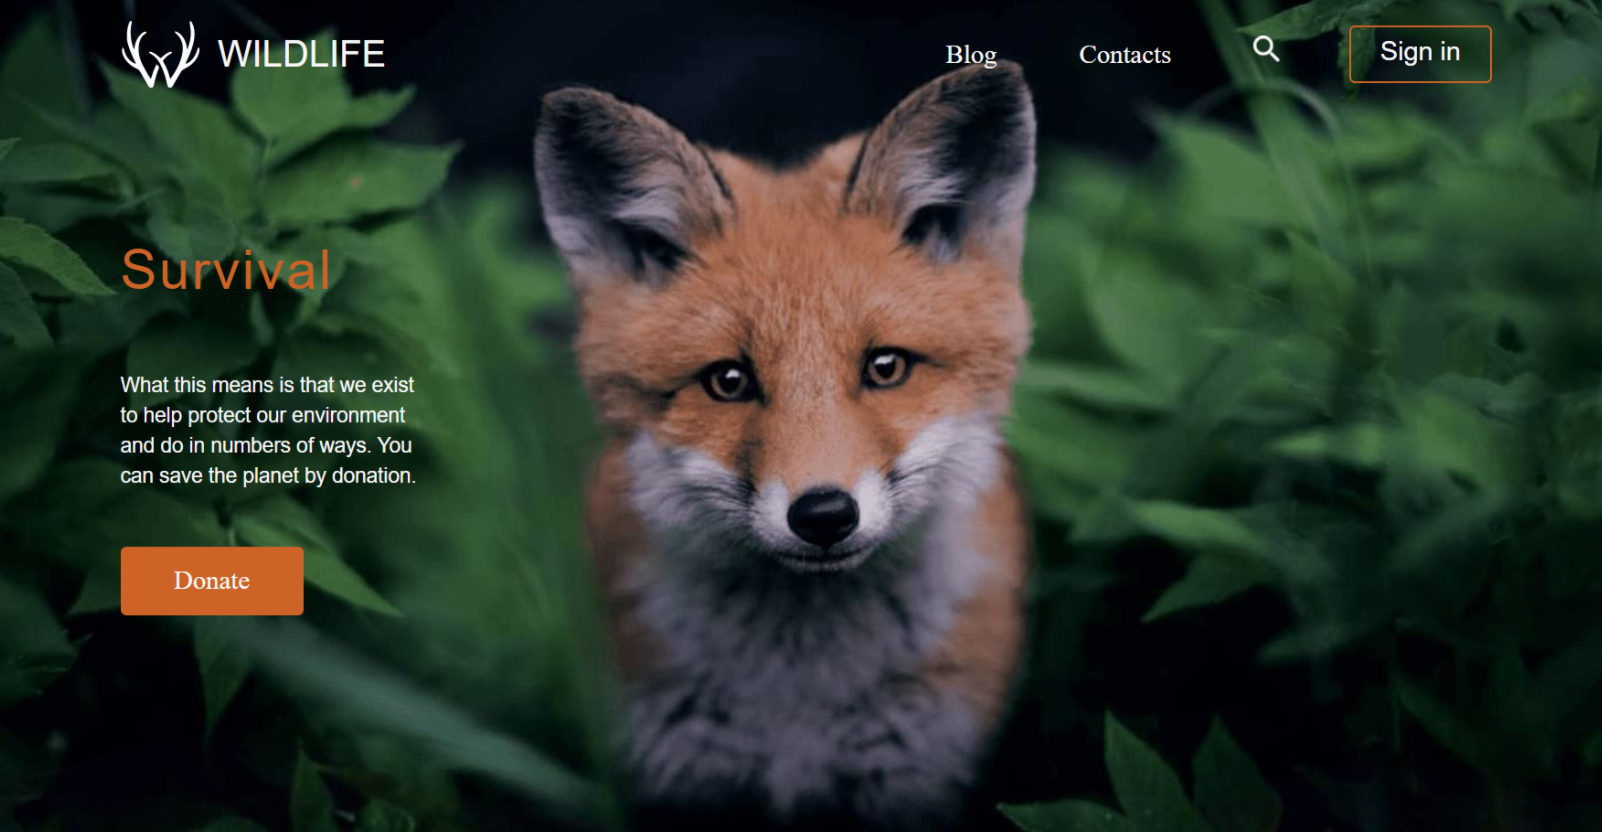 WILDLIFE
Blog
Contacts
Sign in
Survival
What this means is that we exist
to help protect our environment
and do in numbers of ways. You
can save the planet by donation.
Donate